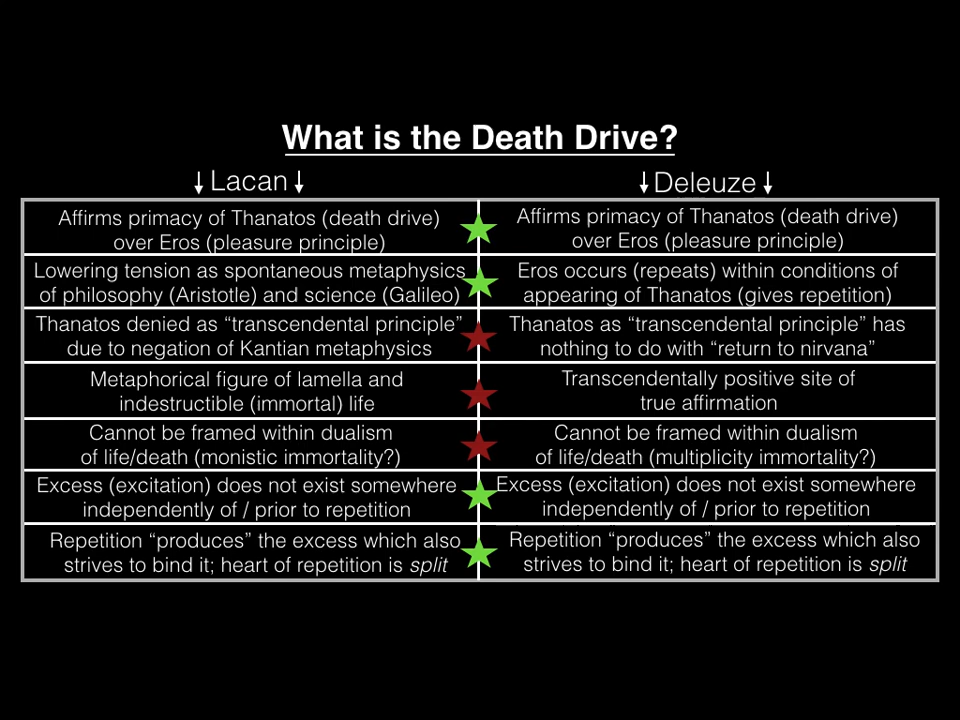 What is the Death Drive?
↓ Lacan ↓
↓ Deleuze ↓
Affirms primacy of Thanatos (death drive)
over Eros (pleasure principle)
Affirms primacy of Thanatos (death drive)
over Eros (pleasure principle)
Lowering tension as spontaneous metaphysics
of philosophy (Aristotle) and science (Galileo)
Eros occurs (repeats) within conditions of
appearing of Thanatos (gives repetition)
Thanatos denied as “transcendental principle”
due to negation of Kantian metaphysics
Thanatos as “transcendental principle” has
nothing to do with “return to nirvana”
Metaphorical figure of lamella and
indestructible (immortal) life
Transcendentally positive site of
true affirmation
Cannot be framed within dualism
of life/death (monistic immortality?)
Cannot be framed within dualism
of life/death (multiplicity immortality?)
Excess (excitation) does not exist somewhere
independently of / prior to repetition
Excess (excitation) does not exist somewhere
independently of / prior to repetition
Repetition “produces” the excess which also
strives to bind it; heart of repetition is split
Repetition “produces” the excess which also
strives to bind it; heart of repetition is split